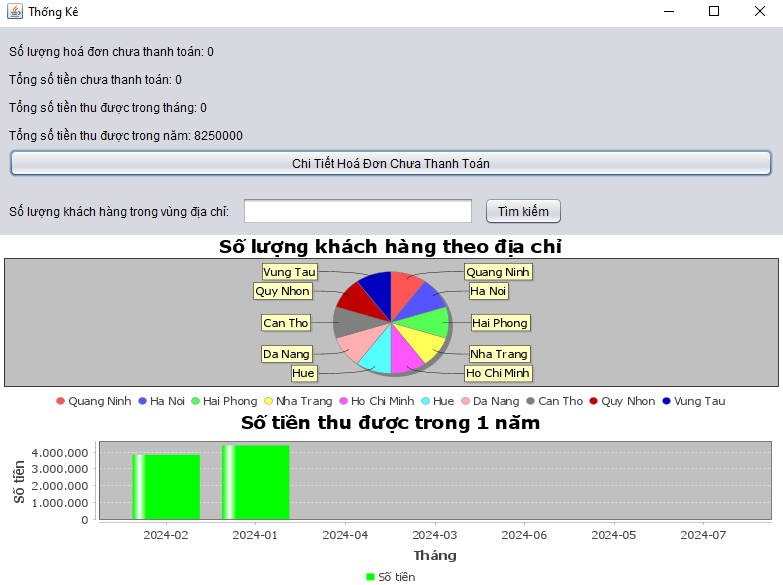 Thống Kê
Số lượng hoá đơn chưa thanh toán: 0
Tổng số tiền chưa thanh toán: 0
Tổng số tiền thu được trong tháng: 0
Tổng số tiền thu được trong năm: 8250000
Chi Tiết Hoá Đơn Chưa Thanh Toán
Số lượng khách hàng trong vùng địa chỉ:
Tìm kiếm
Số lượng khách hàng theo địa chỉ
Vung Tau
Quang Ninh
Quy Nhon
Ha Noi
Can Tho
Hai Phong
Da Nang
Nha Trang
Hue
Ho Chi Minh
Quang Ninh Ha Noi Hai Phong Nha Trang Ho Chi Minh Hue Da Nang Can Tho Quy Nhon Vung Tau
Số tiền thu được trong 1 năm
Số tiền
4.000.000
3.000.000
2.000.000
1.000.000
0
2024-02 2024-01 2024-04 2024-03 2024-06 2024-05 2024-07
Tháng
Số tiền